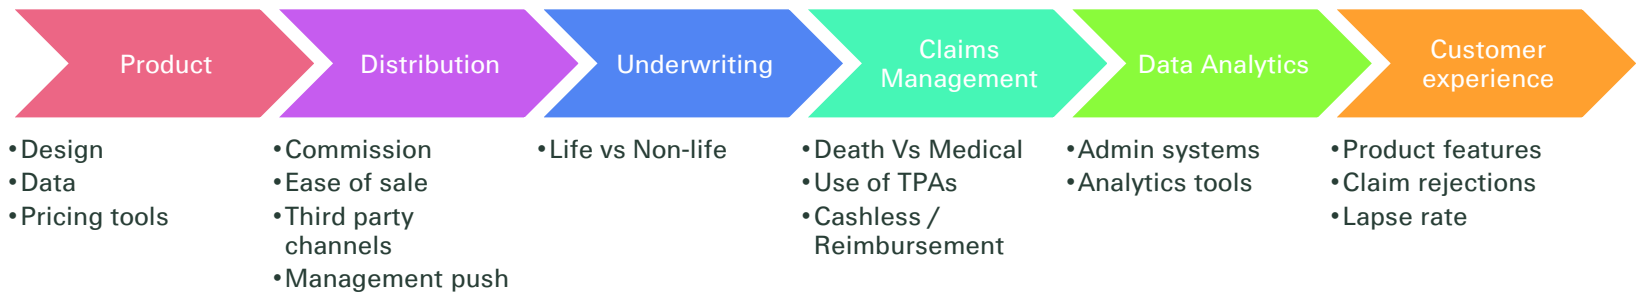 Product
Distribution
Underwriting
Claims
Management
Data Analytics
Customer
experience
•Design
•Data
•Pricing tools
•Commission
•Ease of sale
•Third party
channels
•Management push
•Life vs Non-life
•Death Vs Medical
•Use of TPAs
•Cashless /
Reimbursement
•Admin systems
•Analytics tools
•Product features
•Claim rejections
•Lapse rate